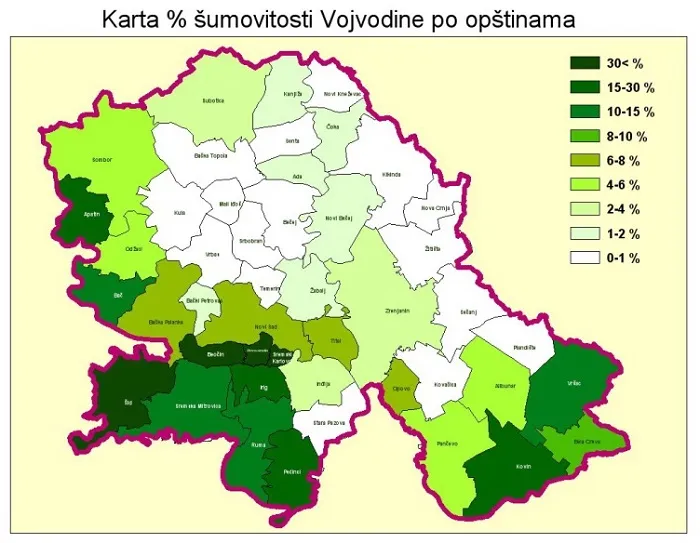 Karta % šumovitosti Vojvodine po opštinama
30< %
15-30 %
10-15 %
8-10 %
6-8 %
4-6 %
2-4 %
1-2 %
0-1 %
Subotica
Kanjiža
Novi Kneževac
Senta
Čoka
Sombor
Bačka Topola
Ada
Kikinda
Apatin
Kula
Mali Iđoš
Bečej
Novi Bečej
Nova Crnja
Odžaci
Vrbas
Srbobran
Žitište
Bač
Temerin
Žabalj
Bački Petrovac
Zrenjanin
Sečanj
Bačka Palanka
Novi Sad
Titel
Plandište
Beočin
Sremski
Karlovci
Šid
Sremska Mitrovica
Irig
Inđija
Opovo
Kovačica
Alibunar
Vršac
Ruma
Stara Pazova
Pančevo
Bela Crkva
Pećinci
Kovin